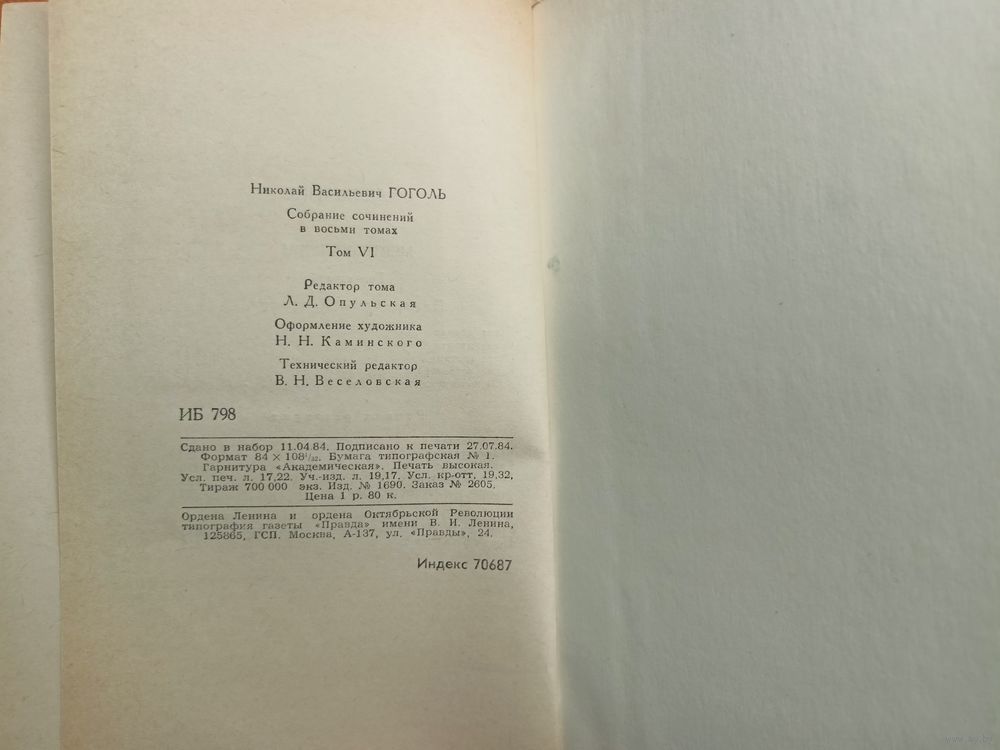 Николай Васильевич ГОГОЛЬ
Собрание сочинений
в восьми томах
Том VI
Редактор тома
Л. Д. Опульская
Оформление художника
Н. Н. Каминского
Технический редактор
В. Н. Веселовская
ИБ 798
Сдано в набор 11.04.84. Подписано к печати 27.07.84.
Формат 84 × 108¹/₃₂. Бумага типографская № 1.
Гарнитура «Академическая». Печать высокая.
Усл. печ. л. 17,22. Уч.-изд. л. 19,17. Усл. кр-отт. 19,32.
Тираж 700 000 экз. Изд. № 1690. Заказ № 2605.
Цена 1 р. 80 к.
Ордена Ленина и ордена Октябрьской Революции
типография газеты «Правда» имени В. И. Ленина,
125865, ГСП. Москва, А-137, ул. «Правды», 24.
Индекс 70687